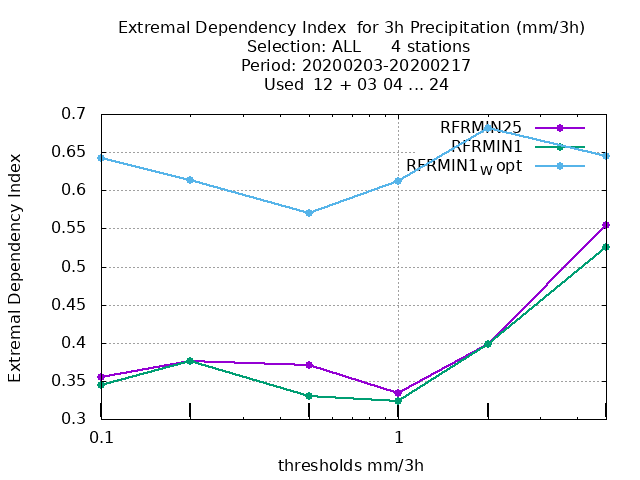 Extremal Dependency Index  for 3h Precipitation (mm/3h)
Selection: ALL      4 stations
Period: 20200203-20200217
Used  12 + 03 04 ... 24
RFRMIN25
RFRMIN1
RFRMIN1W opt
Extremal Dependency Index
0.7
0.65
0.6
0.55
0.5
0.45
0.4
0.35
0.3
0.1
1
thresholds mm/3h